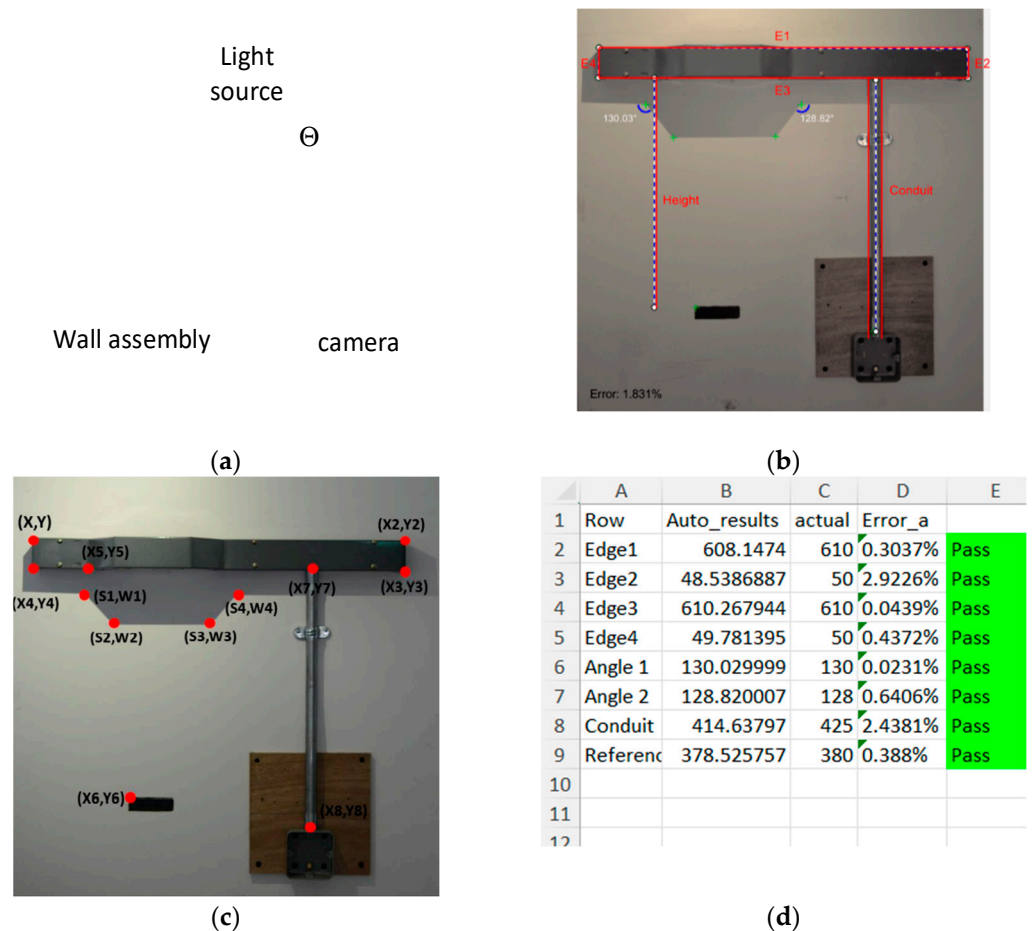 Light
source
Θ
Wall assembly
camera
(a)
E1
E4
E2
E3
130.03°
128.82°
Height
Conduit
Error: 1.831%
(b)
(X,Y)
(X2,Y2)
(X5,Y5)
(X7,Y7)
(X3,Y3)
(X4,Y4)
(S1,W1)
(S4,W4)
(S2,W2)
(S3,W3)
(X6,Y6)
(X8,Y8)
(c)
A B C D E
1 Row Auto_results actual Error_a
2 Edge1 608.1474 610 0.3037% Pass
3 Edge2 48.5386887 50 2.9226% Pass
4 Edge3 610.267944 610 0.0439% Pass
5 Edge4 49.781395 50 0.4372% Pass
6 Angle 1 130.029999 130 0.0231% Pass
7 Angle 2 128.820007 128 0.6406% Pass
8 Conduit 414.63797 425 2.4381% Pass
9 Referenc 378.525757 380 0.388% Pass
10
11
12
(d)